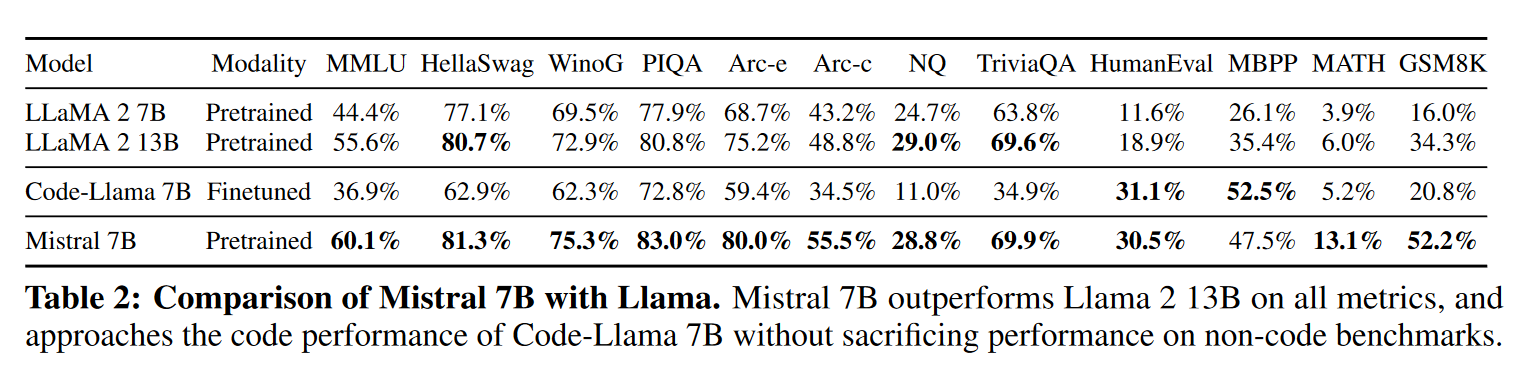 Model Modality MMLU HellaSwag WinoG PIQA Arc-e Arc-c NQ TriviaQA HumanEval MBPP MATH GSM8K
LLaMA 2 7B Pretrained 44.4% 77.1% 69.5% 77.9% 68.7% 43.2% 24.7% 63.8% 11.6% 26.1% 3.9% 16.0%
LLaMA 2 13B Pretrained 55.6% 80.7% 72.9% 80.8% 75.2% 48.8% 29.0% 69.6% 18.9% 35.4% 6.0% 34.3%
Code-Llama 7B Finetuned 36.9% 62.9% 62.3% 72.8% 59.4% 34.5% 11.0% 34.9% 31.1% 52.5% 5.2% 20.8%
Mistral 7B Pretrained 60.1% 81.3% 75.3% 83.0% 80.0% 55.5% 28.8% 69.9% 30.5% 47.5% 13.1% 52.2%
Table 2: Comparison of Mistral 7B with Llama. Mistral 7B outperforms Llama 2 13B on all metrics, and
approaches the code performance of Code-Llama 7B without sacrificing performance on non-code benchmarks.